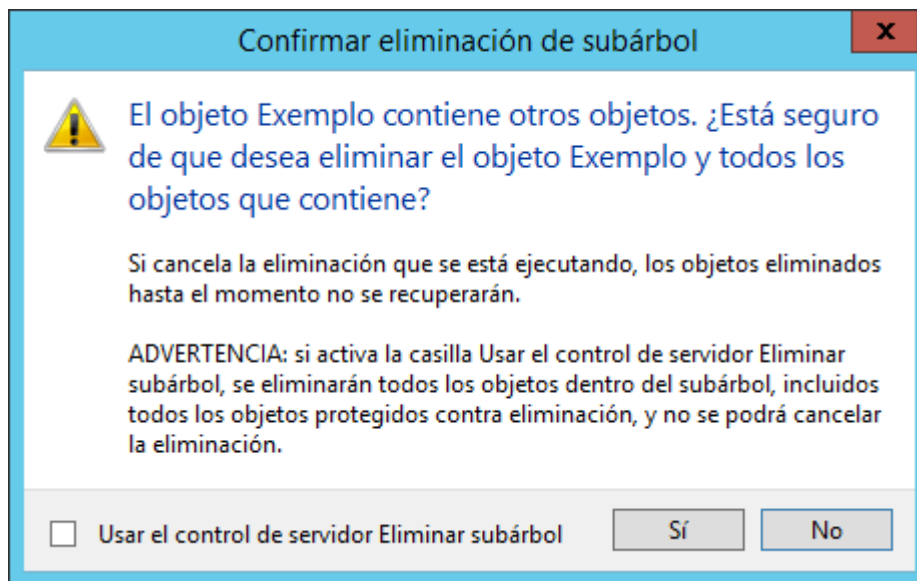 Confirmar eliminación de subárbol
x
El objeto Exemplo contiene otros objetos. ¿Está seguro
de que desea eliminar el objeto Exemplo y todos los
objetos que contiene?
Si cancela la eliminación que se está ejecutando, los objetos eliminados
hasta el momento no se recuperarán.
ADVERTENCIA: si activa la casilla Usar el control de servidor Eliminar
subárbol, se eliminarán todos los objetos dentro del subárbol, incluidos
todos los objetos protegidos contra eliminación, y no se podrá cancelar
la eliminación.
Usar el control de servidor Eliminar subárbol Sí No